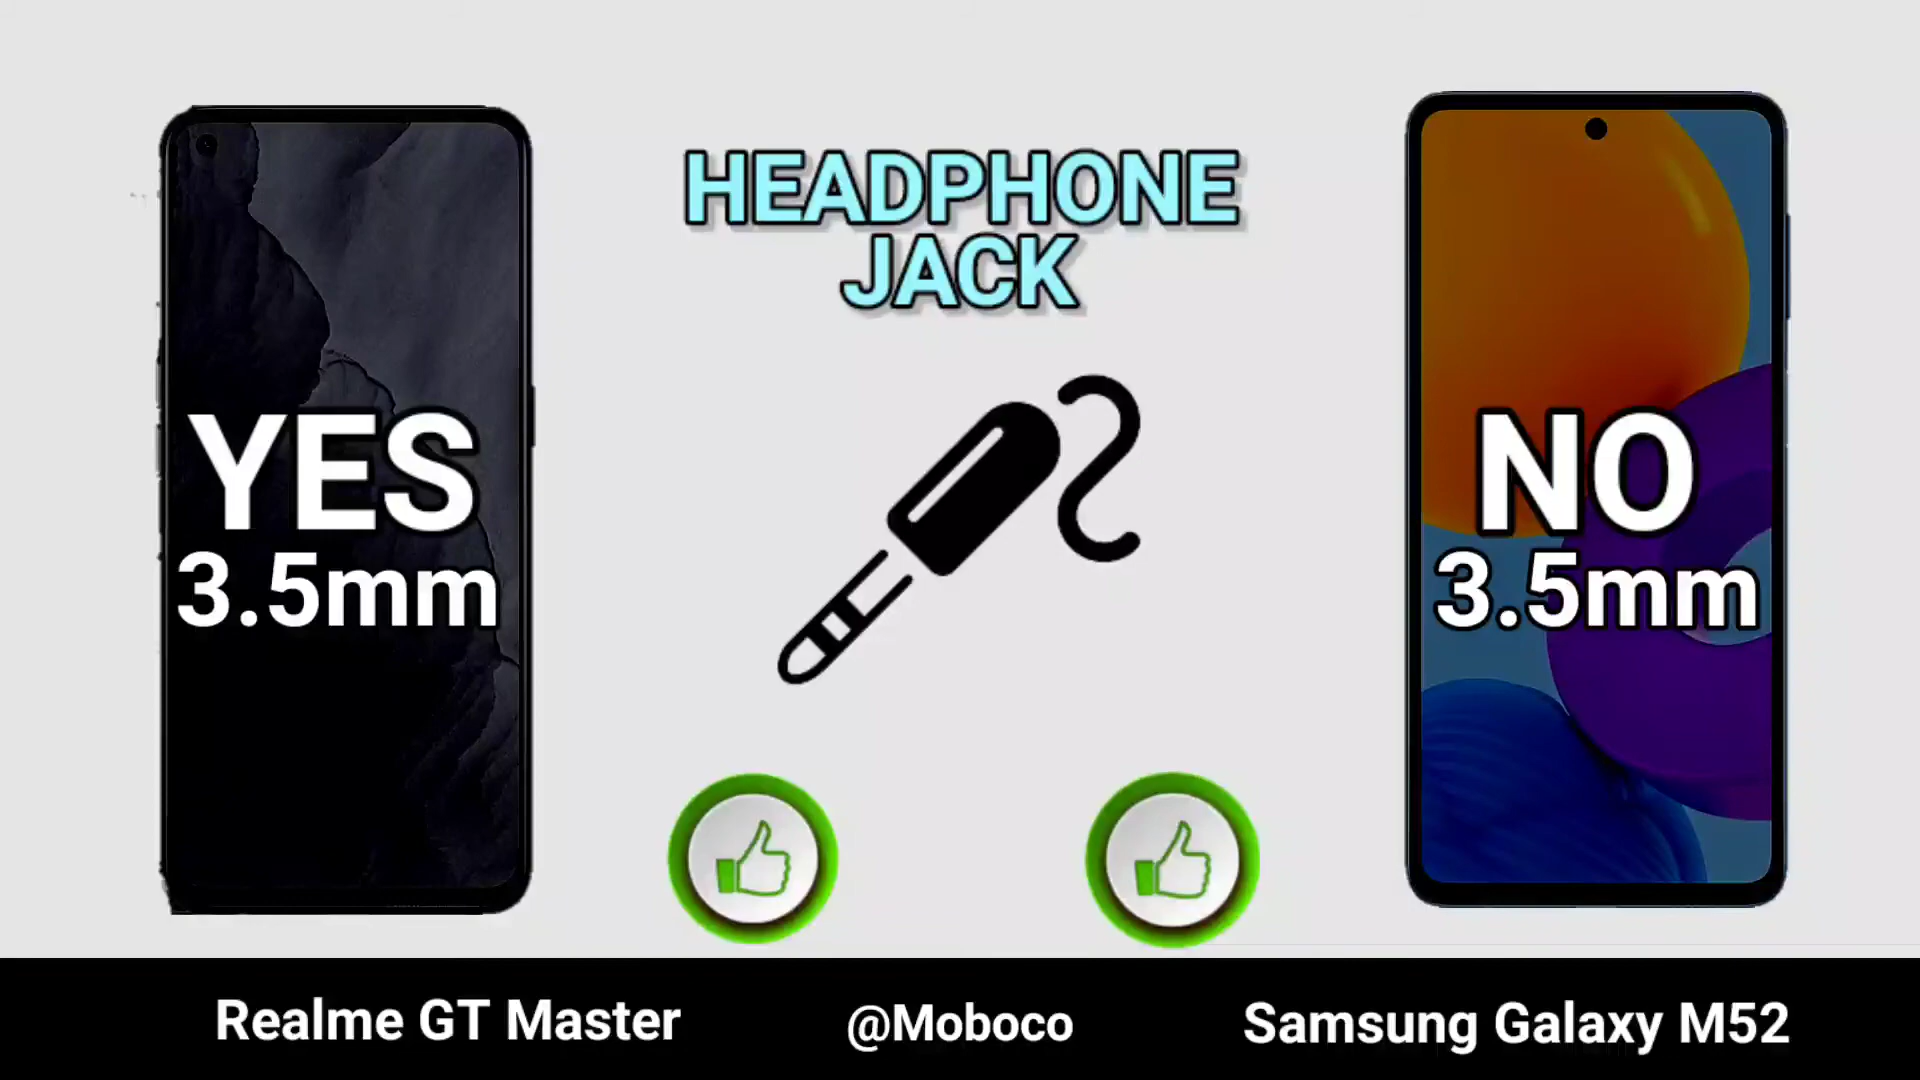 HEADPHONE
JACK
YES
3.5mm
NO
3.5mm
Realme GT Master
@Moboco
Samsung Galaxy M52